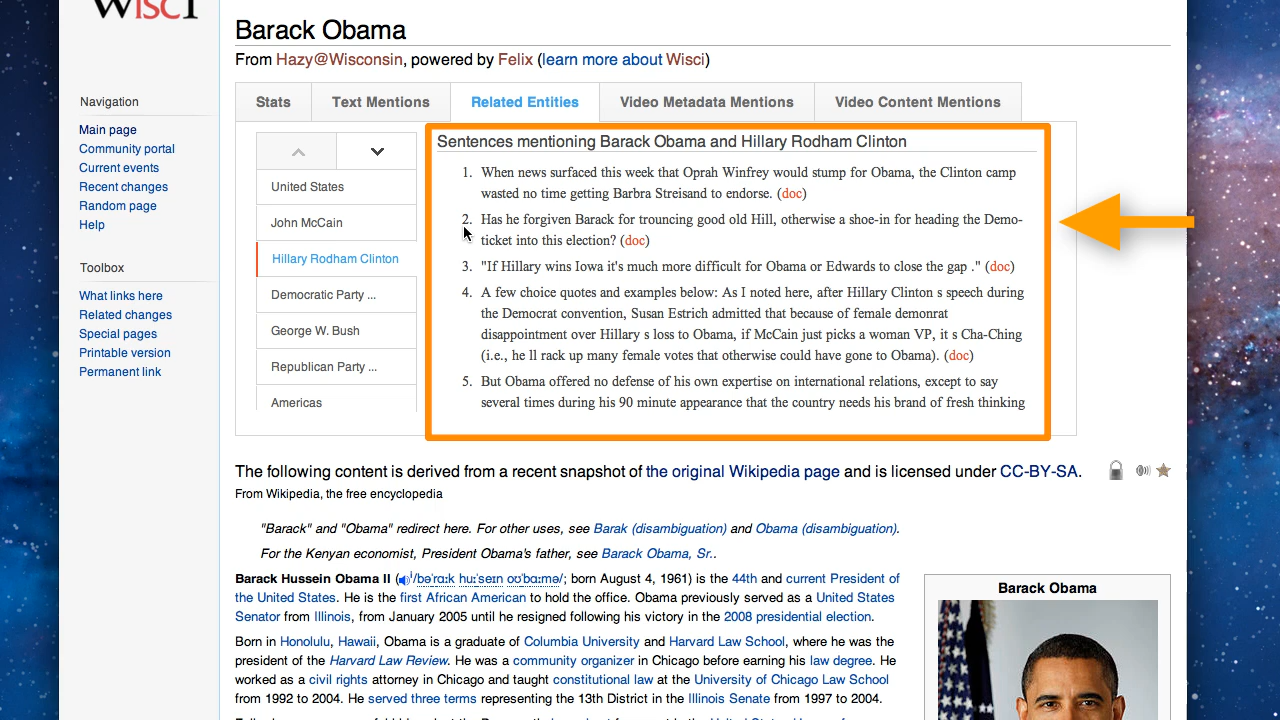 WISCI
Barack Obama
From Hazy@Wisconsin, powered by Felix (learn more about Wisci)
Stats Text Mentions Related Entities Video Metadata Mentions Video Content Mentions
Navigation
Main page
Community portal
Current events
Recent changes
Random page
Help
Toolbox
What links here
Related changes
Special pages
Printable version
Permanent link
United States
John McCain
Hillary Rodham Clinton
Democratic Party ...
George W. Bush
Republican Party ...
Americas
Sentences mentioning Barack Obama and Hillary Rodham Clinton
1. When news surfaced this week that Oprah Winfrey would stump for Obama, the Clinton camp
wasted no time getting Barbra Streisand to endorse. (doc)
2. Has he forgiven Barack for trouncing good old Hill, otherwise a shoe-in for heading the Demo-
ticket into this election? (doc)
3. "If Hillary wins Iowa it's much more difficult for Obama or Edwards to close the gap ." (doc)
4. A few choice quotes and examples below: As I noted here, after Hillary Clinton s speech during
the Democrat convention, Susan Estrich admitted that because of female demonrat
disappointment over Hillary s loss to Obama, if McCain just picks a woman VP, it s Cha-Ching
(i.e., he ll rack up many female votes that otherwise could have gone to Obama). (doc)
5. But Obama offered no defense of his own expertise on international relations, except to say
several times during his 90 minute appearance that the country needs his brand of fresh thinking
The following content is derived from a recent snapshot of the original Wikipedia page and is licensed under CC-BY-SA.
From Wikipedia, the free encyclopedia
"Barack" and "Obama" redirect here. For other uses, see Barak (disambiguation) and Obama (disambiguation).
For the Kenyan economist, President Obama's father, see Barack Obama, Sr..
Barack Hussein Obama II (/bəˈrɑːk huːˈseɪn oʊˈbɑːmə/; born August 4, 1961) is the 44th and current President of
the United States. He is the first African American to hold the office. Obama previously served as a United States
Senator from Illinois, from January 2005 until he resigned following his victory in the 2008 presidential election.
Born in Honolulu, Hawaii, Obama is a graduate of Columbia University and Harvard Law School, where he was the
president of the Harvard Law Review. He was a community organizer in Chicago before earning his law degree. He
worked as a civil rights attorney in Chicago and taught constitutional law at the University of Chicago Law School
from 1992 to 2004. He served three terms representing the 13th District in the Illinois Senate from 1997 to 2004.
Barack Obama